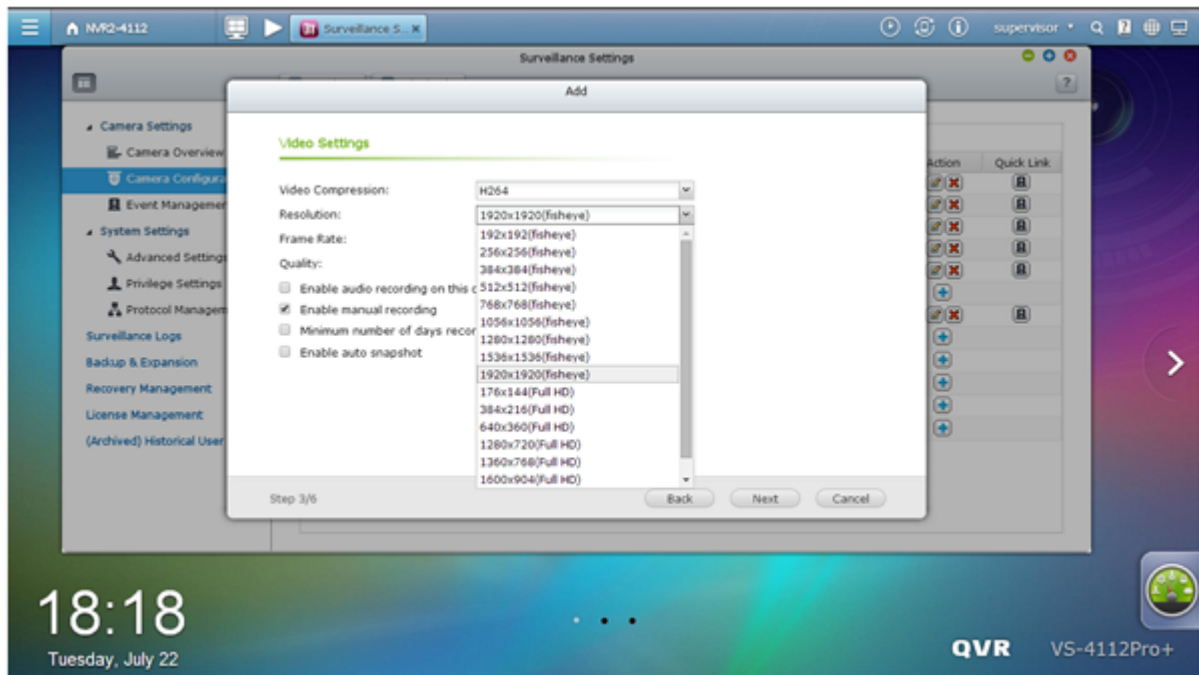 NVR2-4112
Surveillance S...
supervisor
Surveillance Settings
Add
Camera Settings
Camera Overview
Camera Configura
Event Managemen
System Settings
Advanced Settings
Privilege Settings
Protocol Managem
Surveillance Logs
Backup & Expansion
Recovery Management
License Management
(Archived) Historical User
Video Settings
Video Compression:
H264
Resolution:
1920x1920(fisheye)
Frame Rate:
Quality:
Enable audio recording on this c
Enable manual recording
Minimum number of days recor
Enable auto snapshot
192x192(fisheye)
256x256(fisheye)
384x384(fisheye)
512x512(fisheye)
768x768(fisheye)
1056x1056(fisheye)
1280x1280(fisheye)
1536x1536(fisheye)
1920x1920(fisheye)
176x144(Full HD)
384x216(Full HD)
640x360(Full HD)
1280x720(Full HD)
1360x768(Full HD)
1600x904(Full HD)
Step 3/6
Back
Next
Cancel
Action
Quick Link
18:18
Tuesday, July 22
QVR
VS-4112Pro+